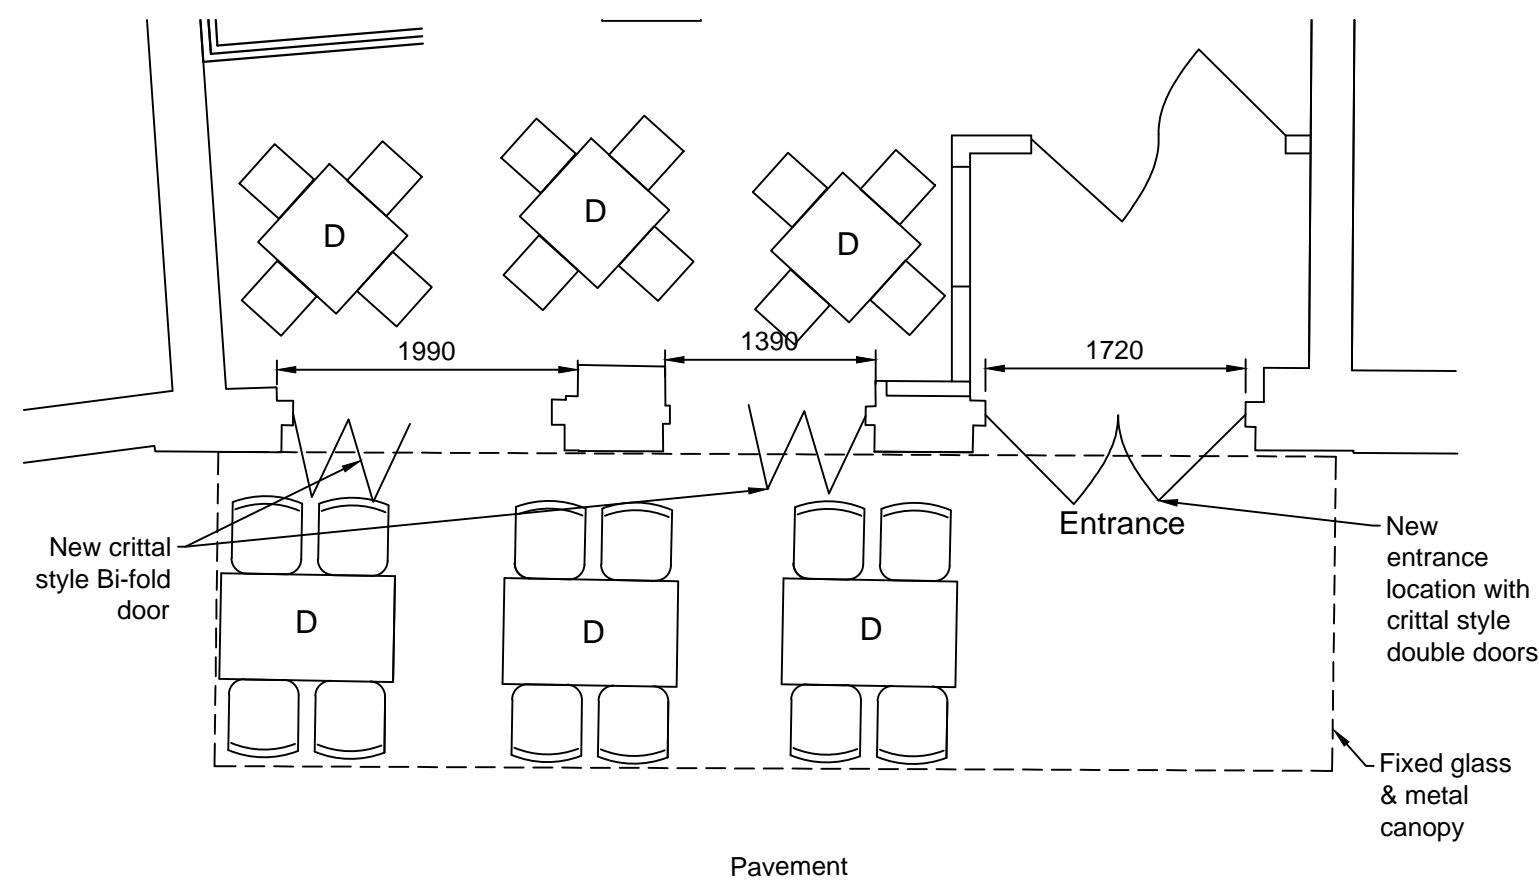 D
D
D
1990
1390
1720
Entrance
New crittal
style Bi-fold
door
D
D
D
New
entrance
location with
crittal style
double doors
Fixed glass
& metal
canopy
Pavement